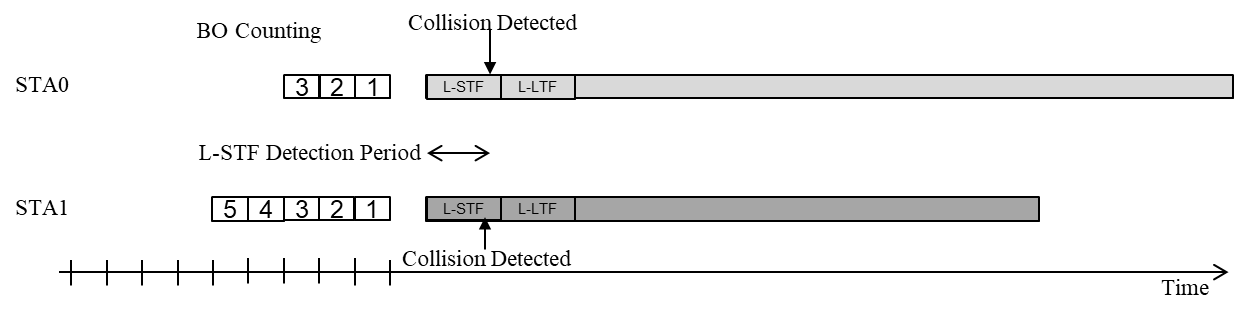 BO Counting
Collision Detected
STA0
3 2 1
L-STF
L-LTF
L-STF Detection Period
STA1
5 4 3 2 1
L-STF
L-LTF
Collision Detected
Time